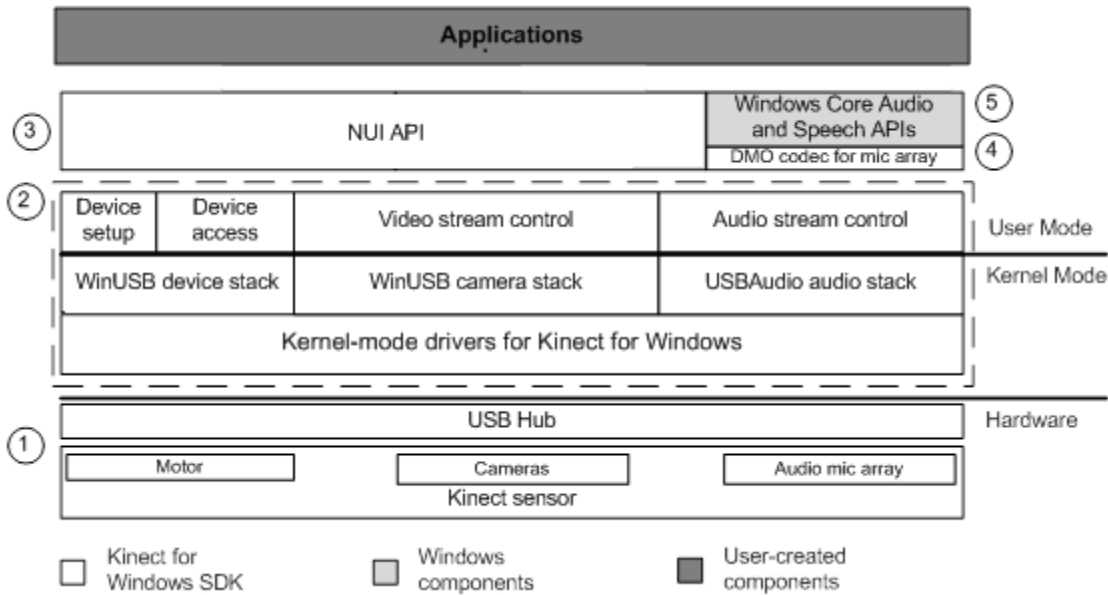 Applications
3
NUI API
Windows Core Audio
and Speech APIs
5
DMO codec for mic array
4
2
Device
setup
Device
access
Video stream control
Audio stream control
User Mode
WinUSB device stack
WinUSB camera stack
USBAudio audio stack
Kernel Mode
Kernel-mode drivers for Kinect for Windows
USB Hub
Hardware
1
Motor
Cameras
Audio mic array
Kinect sensor
Kinect for
Windows SDK
Windows
components
User-created
components